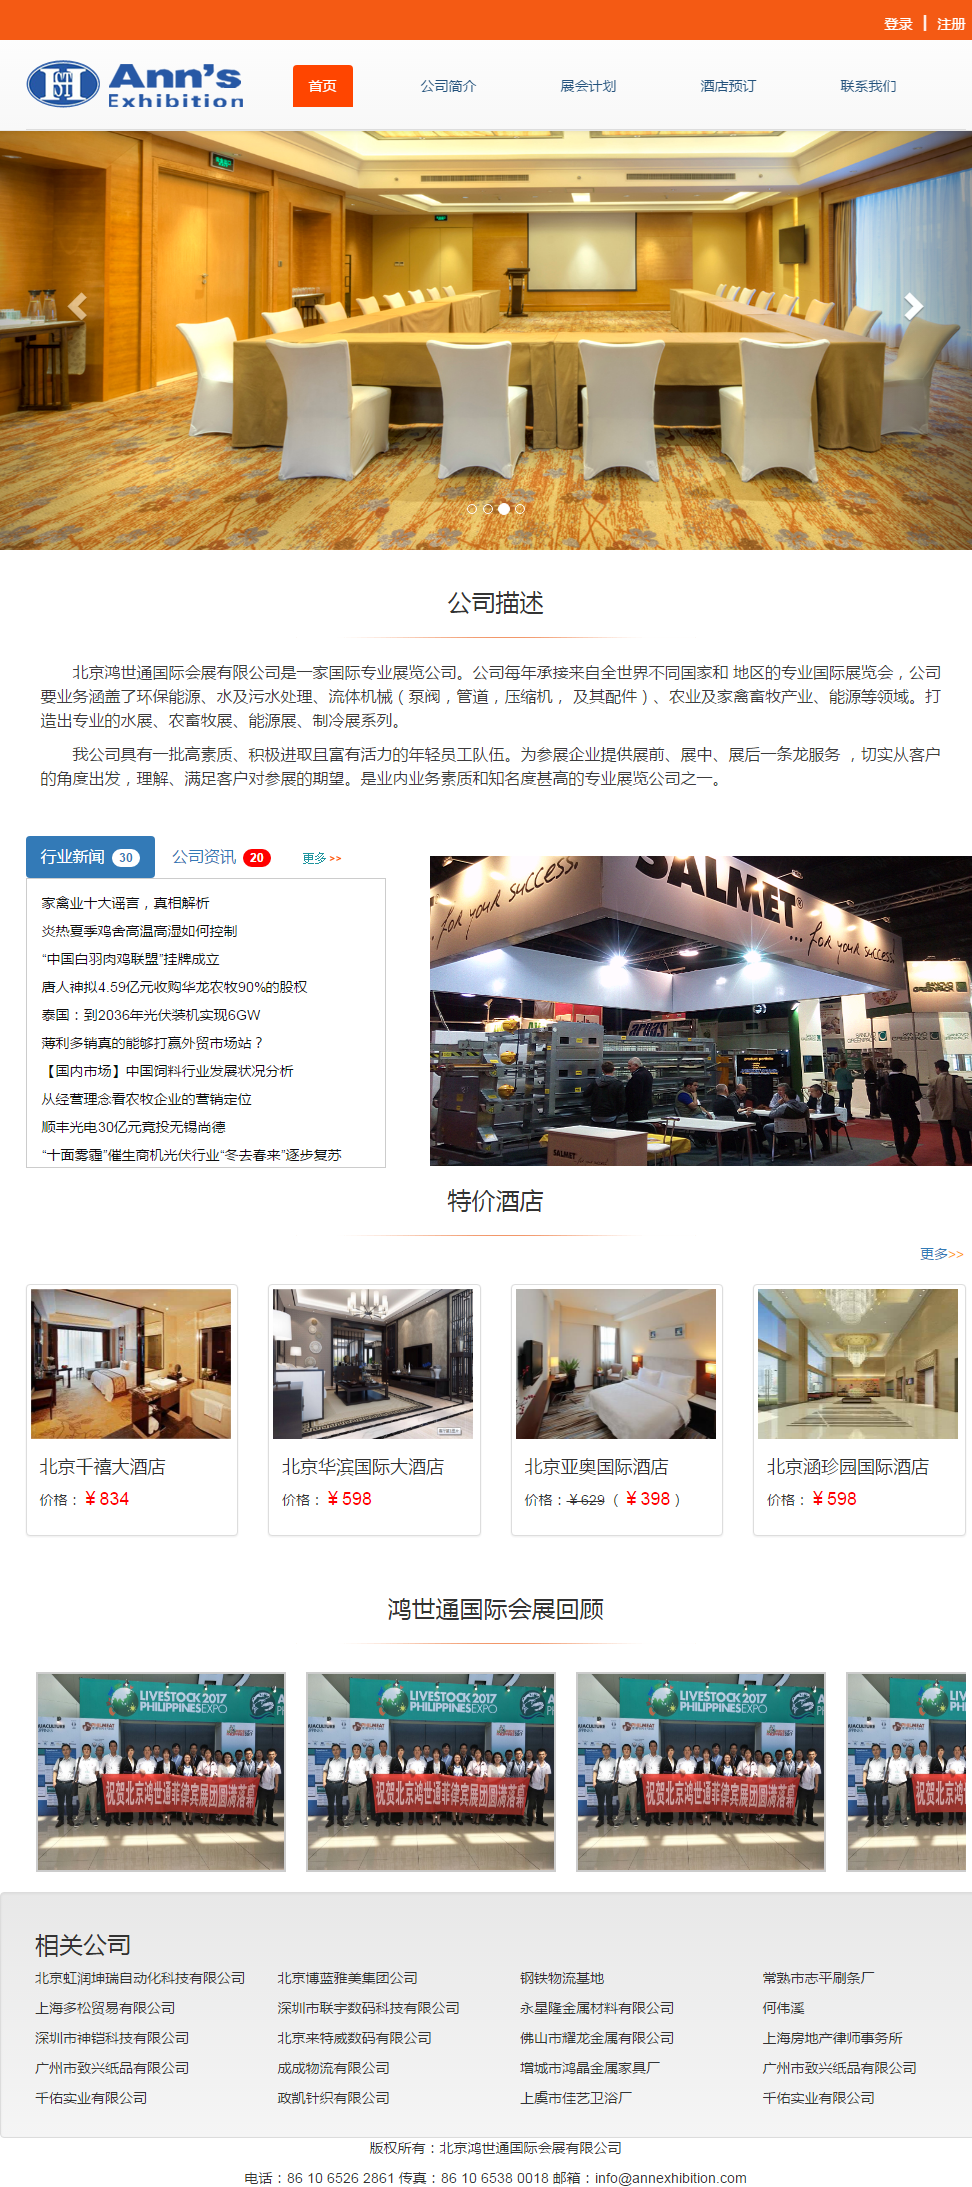 登录 | 注册
Ann's
Exhibition
首页 公司简介 展会计划 酒店预订 联系我们
公司描述
北京鸿世通国际会展有限公司是一家国际专业展览公司。公司每年承接来自全世界不同国家和 地区的专业国际展览会，公司
要业务涵盖了环保能源、水及污水处理、流体机械（泵阀，管道，压缩机， 及其配件）、农业及家禽畜牧产业、能源等领域。打
造出专业的水展、农畜牧展、能源展、制冷展系列。
我公司具有一批高素质、积极进取且富有活力的年轻员工队伍。为参展企业提供展前、展中、展后一条龙服务 ，切实从客户
的角度出发，理解、满足客户对参展的期望。是业内业务素质和知名度甚高的专业展览公司之一。
行业新闻 30 公司资讯 20 更多 >>
家禽业十大谣言，真相解析
炎热夏季鸡舍高温高湿如何控制
“中国白羽肉鸡联盟”挂牌成立
唐人神拟4.59亿元收购华龙农牧90%的股权
泰国：到2036年光伏装机实现6GW
薄利多销真的能够打赢外贸市场站？
【国内市场】中国饲料行业发展状况分析
从经营理念看农牧企业的营销定位
顺丰光电30亿元竞投无锡尚德
“十面雾霾”催生商机光伏行业“冬去春来”逐步复苏
for your success.
SALMET
...for your success.
argas
SALMET
特价酒店
更多>>
北京千禧大酒店
价格： ¥ 834
北京华滨国际大酒店
价格： ¥ 598
北京亚奥国际酒店
价格：¥ 629 （ ¥ 398 ）
北京涵珍园国际酒店
价格： ¥ 598
鸿世通国际会展回顾
LIVESTOCK 2017
PHILIPPINES EXPO
祝贺北京鸿世通菲律宾展团圆满落幕
LIVESTOCK 2017
PHILIPPINES EXPO
祝贺北京鸿世通菲律宾展团圆满落幕
LIVESTOCK 2017
PHILIPPINES EXPO
祝贺北京鸿世通菲律宾展团圆满落幕
相关公司
北京虹润坤瑞自动化科技有限公司 北京博蓝雅美集团公司 钢铁物流基地 常熟市志平刷条厂
上海多松贸易有限公司 深圳市联宇数码科技有限公司 永星隆金属材料有限公司 何伟溪
深圳市神铠科技有限公司 北京来特威数码有限公司 佛山市耀龙金属有限公司 上海房地产律师事务所
广州市致兴纸品有限公司 成成物流有限公司 增城市鸿晶金属家具厂 广州市致兴纸品有限公司
千佑实业有限公司 政凯针织有限公司 上虞市佳艺卫浴厂 千佑实业有限公司
版权所有：北京鸿世通国际会展有限公司
电话：86 10 6526 2861 传真：86 10 6538 0018 邮箱：info@annexhibition.com